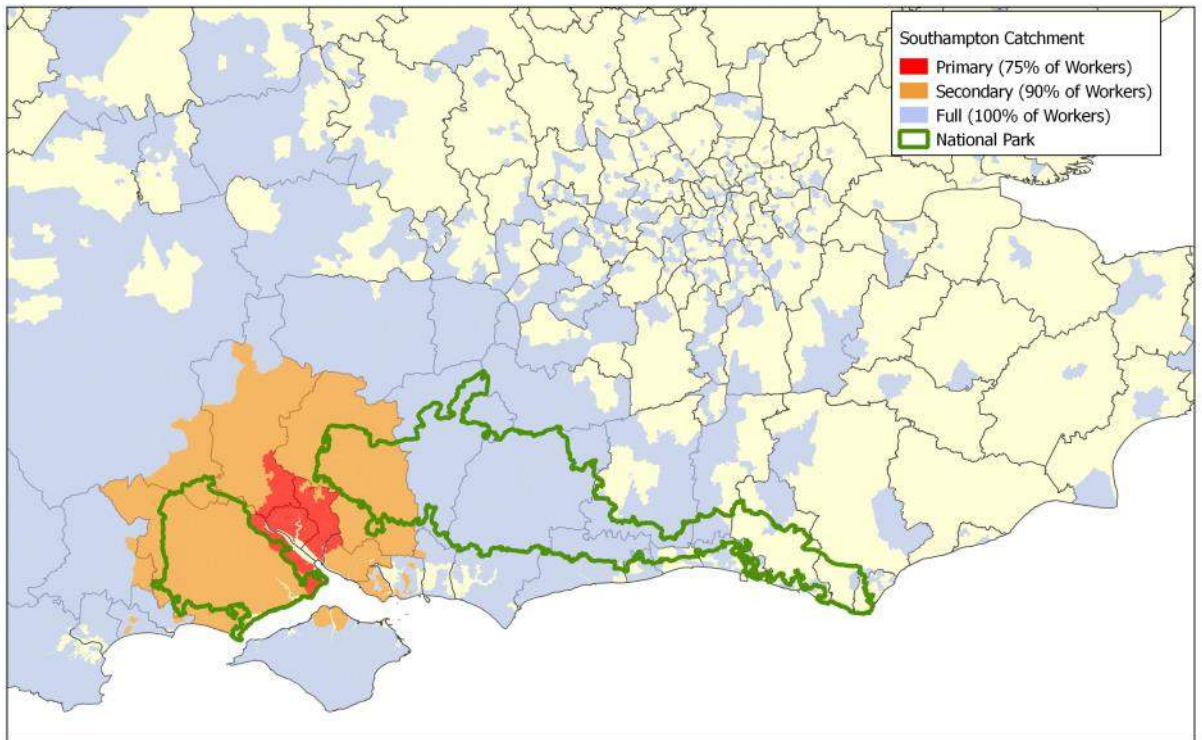 Southampton Catchment
Primary (75% of Workers)
Secondary (90% of Workers)
Full (100% of Workers)
National Park